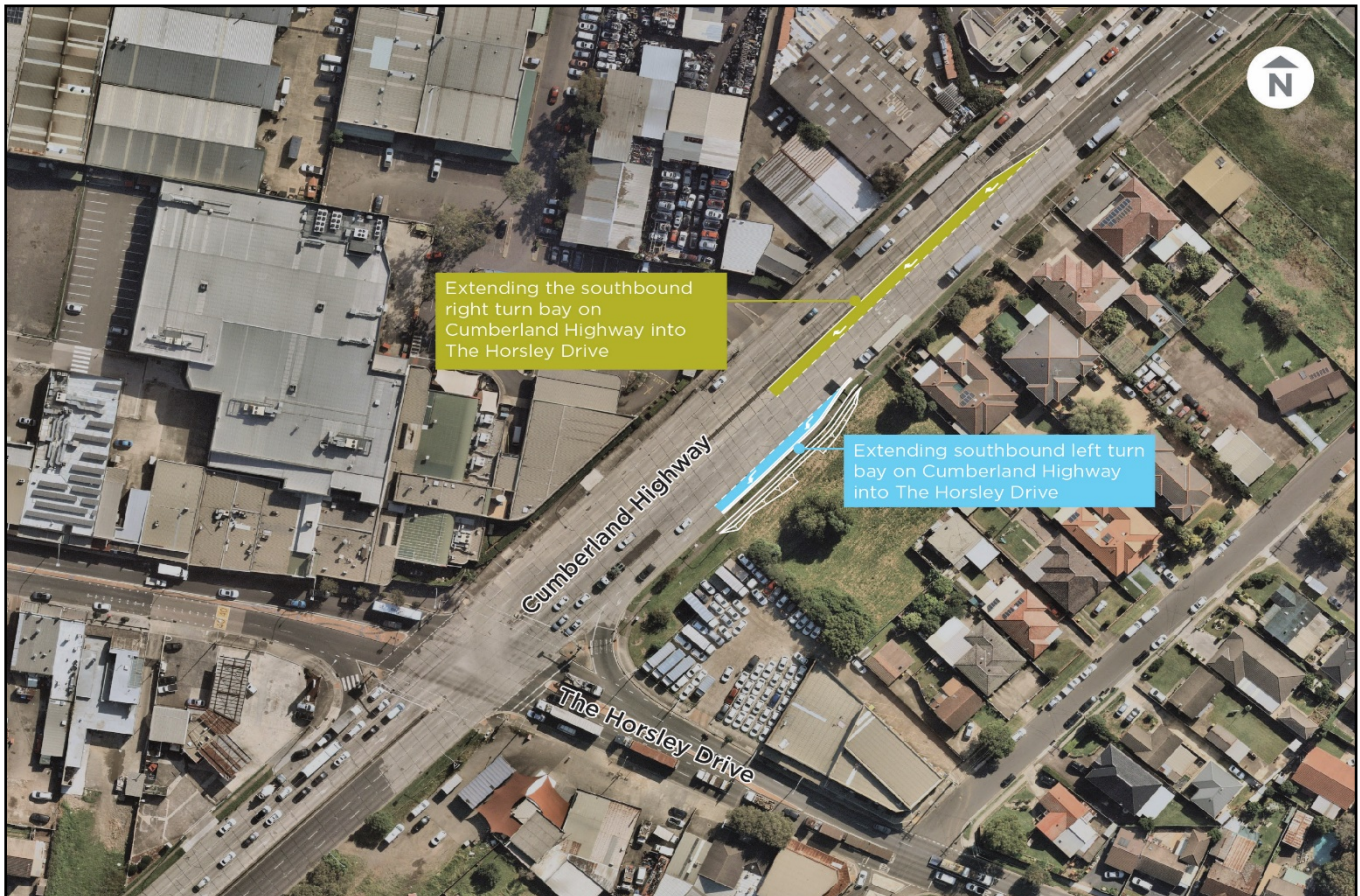 N
Extending the southbound
right turn bay on
Cumberland Highway into
The Horsley Drive
Extending southbound left turn
bay on Cumberland Highway
into The Horsley Drive
Cumberland Highway
The Horsley Drive